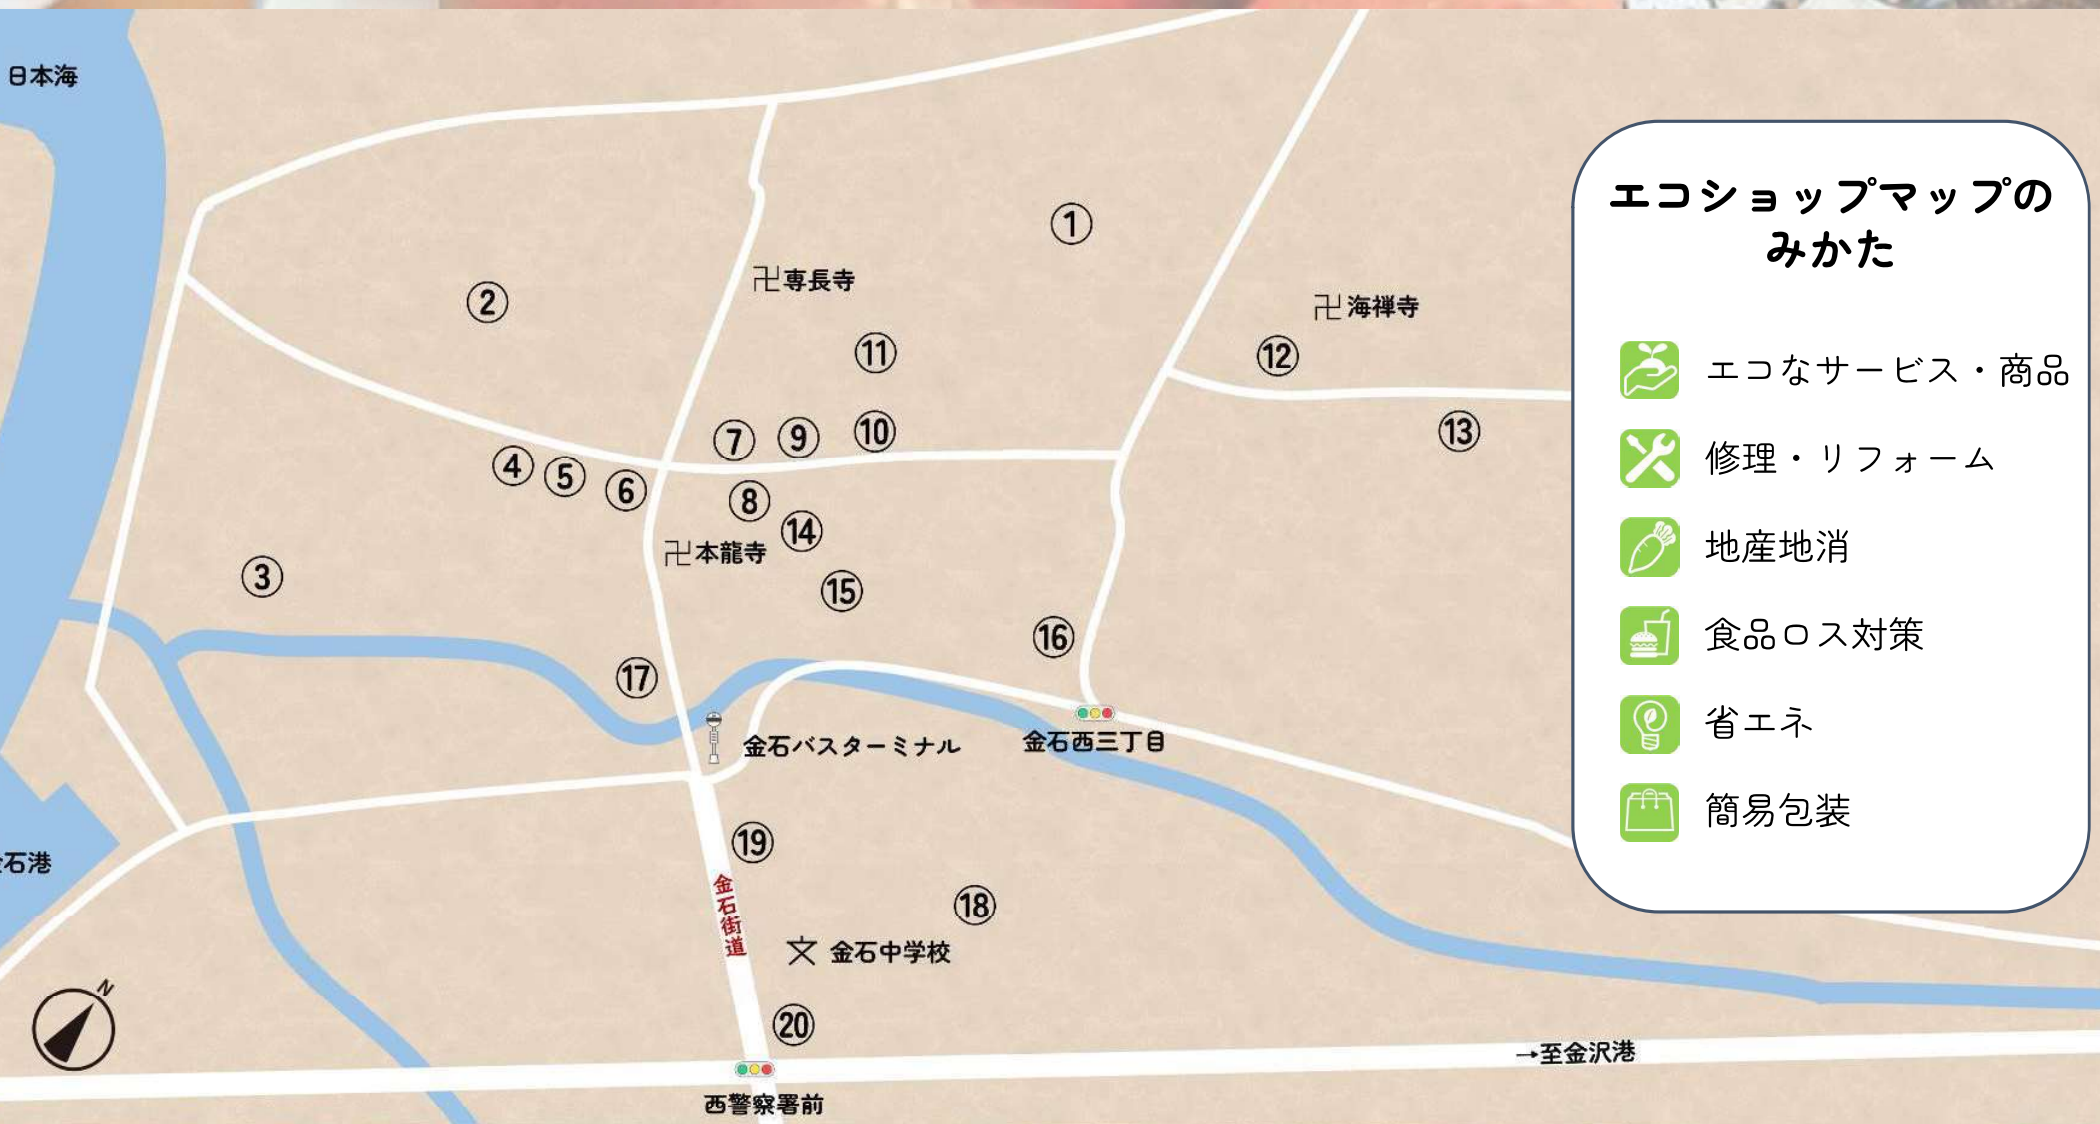 日本海
①
卍専長寺
②
卍海禅寺
⑪
⑫
⑦
⑨
⑩
⑬
④
⑤
⑥
⑧
⑭
卍本龍寺
③
⑮
⑯
⑰
金石バスターミナル
金石西三丁目
⑲
石港
金石街道
⑱
文 金石中学校
N
⑳
→至金沢港
西警察署前
エコショップマップの
みかた
エコなサービス・商品
修理・リフォーム
地産地消
食品ロス対策
省エネ
簡易包装